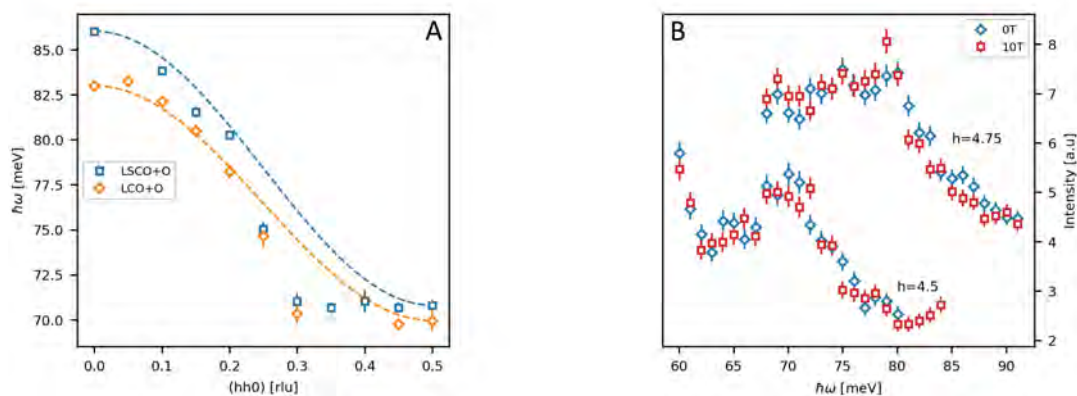 A
85.0
82.5
80.0
77.5
75.0
72.5
70.0
ℏω [meV]
LSCO+O
LCO+O
0.0 0.1 0.2 0.3 0.4 0.5
(hh0) [rlu]
B
0T
10T
h=4.75
h=4.5
8
7
6
5
4
3
2
Intensity [a.u]
60 65 70 75 80 85 90
ℏω [meV]